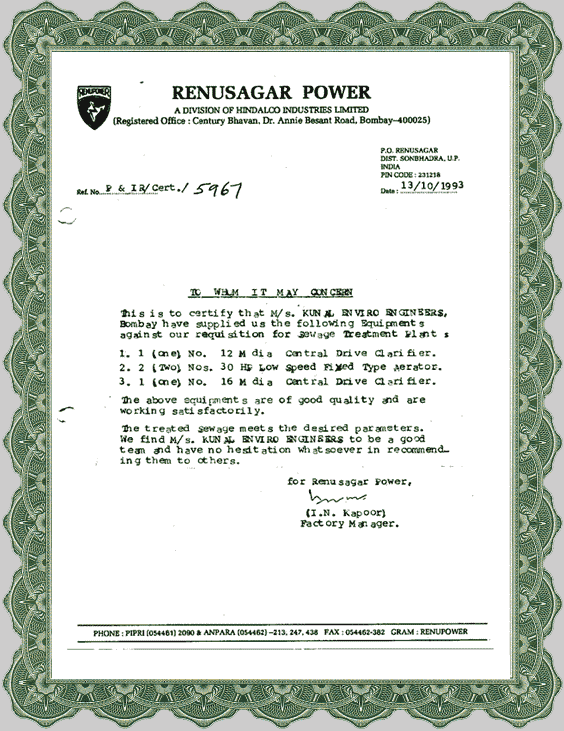 RENUPOWER
RENUSAGAR POWER
A DIVISION OF HINDALCO INDUSTRIES LIMITED
(Registered Office : Century Bhavan, Dr. Annie Besant Road, Bombay-400025)
P.O. RENUSAGAR
DIST. SONBHADRA, U.P.
INDIA
PIN CODE : 231218
Ref. No. P & IR/Cert./ 5967
Date : 13/10/1993
TO WHOM IT MAY CONCERN
This is to certify that M/s. KUNAL ENVIRO ENGINEERS,
Bombay have supplied us the following Equipments
against our requisition for Sewage Treatment Plant :
1. 1 (one) No. 12 M dia Central Drive Clarifier.
2. 2 (Two) Nos. 30 HP Low Speed Fixed Type Aerator.
3. 1 (one) No. 16 M dia Central Drive Clarifier.
The above equipments are of good quality and are
working satisfactorily.
The treated sewage meets the desired parameters.
We find M/s. KUNAL ENVIRO ENGINEERS to be a good
team and have no hesitation whatsoever in recommend-
ing them to others.
for Renusagar Power,
(I.N. Kapoor)
Factory Manager.
PHONE : PIPRI (054461) 2090 & ANPARA (054462) -213, 247, 438 FAX : 054462-382 GRAM : RENUPOWER